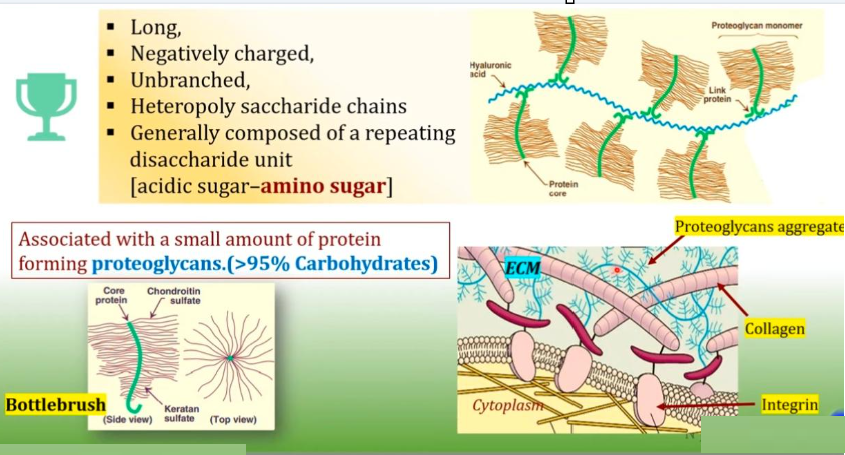 ▪ Long,
▪ Negatively charged,
▪ Unbranched,
▪ Heteropoly saccharide chains
▪ Generally composed of a repeating
disaccharide unit
[acidic sugar–amino sugar]
Proteoglycan monomer
Hyaluronic
acid
Link
protein
Protein
core
Associated with a small amount of protein
forming proteoglycans.(>95% Carbohydrates)
Core
protein
Chondroitin
sulfate
Bottlebrush
Keratan
sulfate
(Side view)
(Top view)
Proteoglycans aggregate
ECM
Collagen
Cytoplasm
Integrin